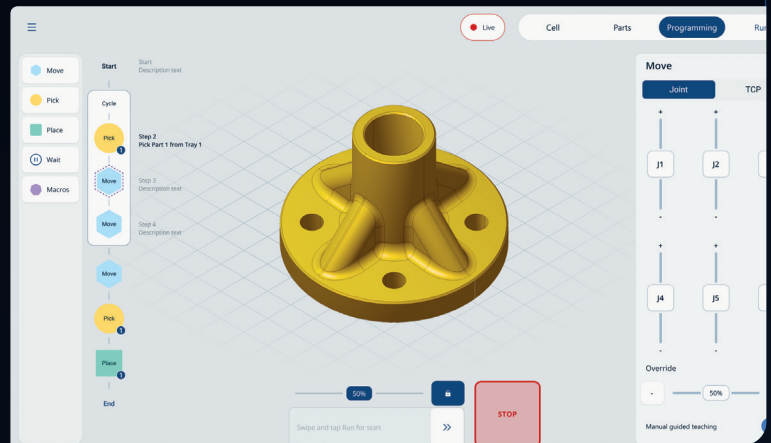 Live
Cell
Parts
Programming
Move
Pick
Place
Wait
Macros
Start
Start
Description text
Cycle
Pick
1
Step 2
Pick Part 1 from Tray 1
Move
Step 3
Description text
Move
Step 4
Description text
Move
Pick
1
Place
1
End
50%
Swipe and tap Run for start
STOP
Move
Joint
TCP
+
+
J1
J2
-
-
+
+
J4
J5
-
-
Override
-
50%
Manual guided teaching